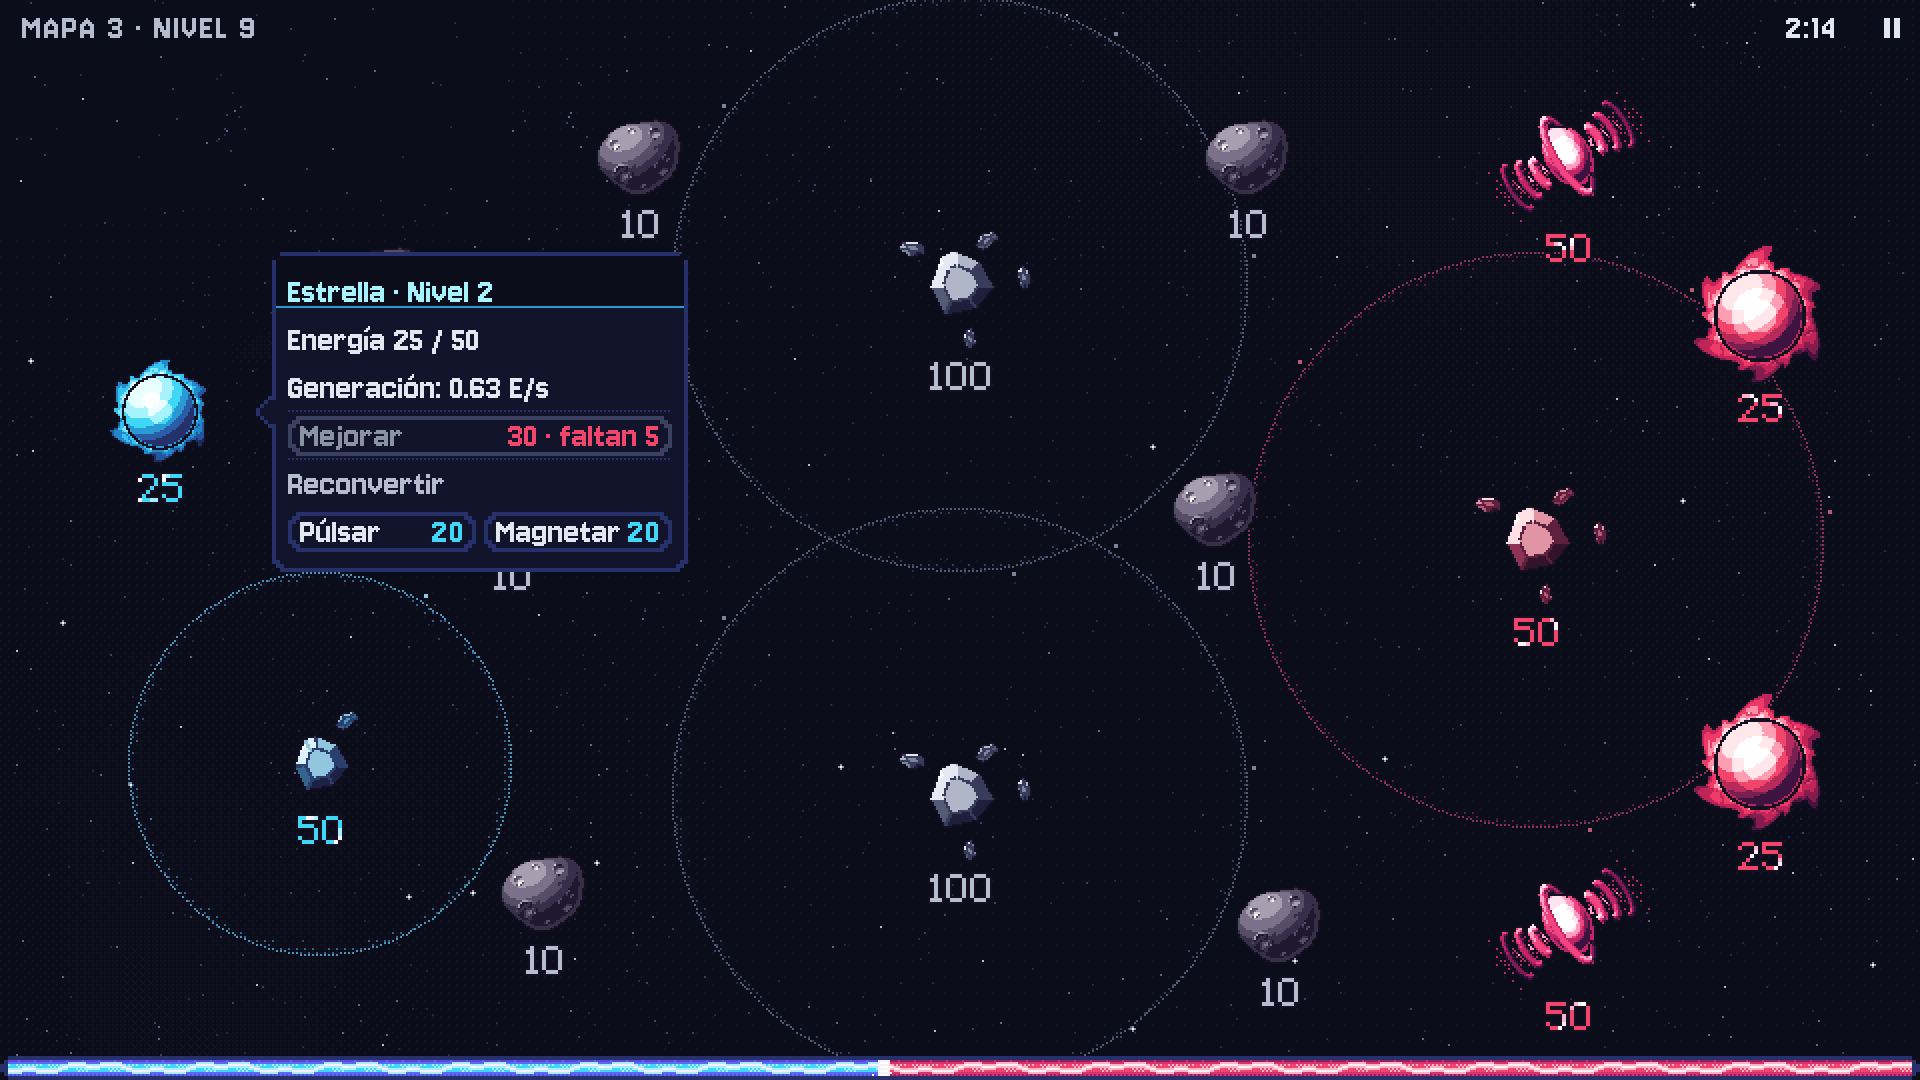 MAPA 3 · NIVEL 9
2:14
10
10
50
Estrella · Nivel 2
Energía 25 / 50
Generación: 0.63 E/s
Mejorar 30 · faltan 5
Reconvertir
Púlsar 20
Magnetar 20
100
25
25
10
10
50
50
100
25
10
10
50